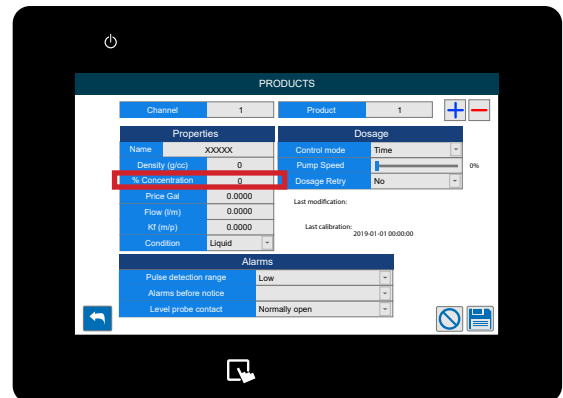 PRODUCTS
Channel 1 Product 1
Properties Dosage
Name XXXXX Control mode Time
Density (g/cc) 0 Pump Speed 0%
% Concentration 0 Dosage Retry No
Price Gal 0.0000 Last modification:
Flow (l/m) 0.0000
Kf (m/p) 0.0000 Last calibration: 2019-01-01 00:00:00
Condition Liquid
Alarms
Pulse detection range Low
Alarms before notice
Level probe contact Normally open